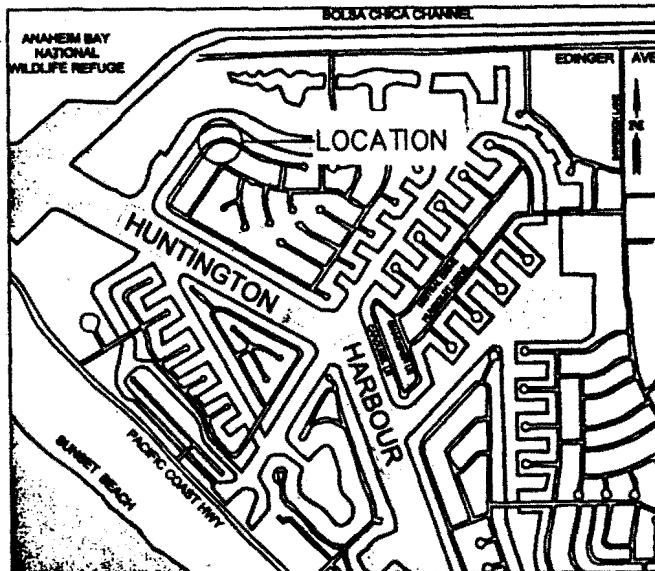 BOLSA CHICA CHANNEL
ANAHEIM BAY
NATIONAL
WILDLIFE REFUGE
EDINGER AVE
LOCATION
HUNTINGTON
HARBOUR
PACIFIC COAST HWY
SUNSET BEACH